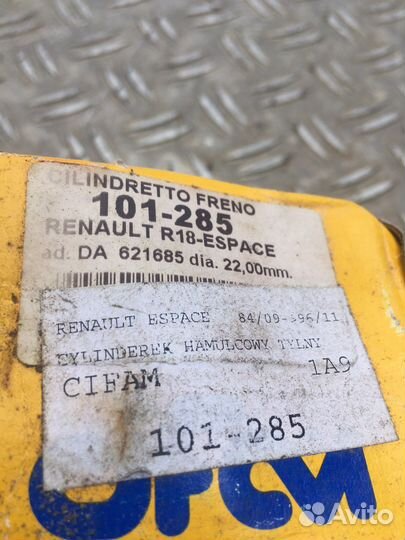 CILINDRETTO FRENO
101-285
RENAULT R18-ESPACE
ad. DA 621685 dia. 22,00mm.
RENAULT ESPACE 84/09-996/11
CYLINDEREK HAMULCOWY TYLNY
CIFAM 1A9
101-285
Avito